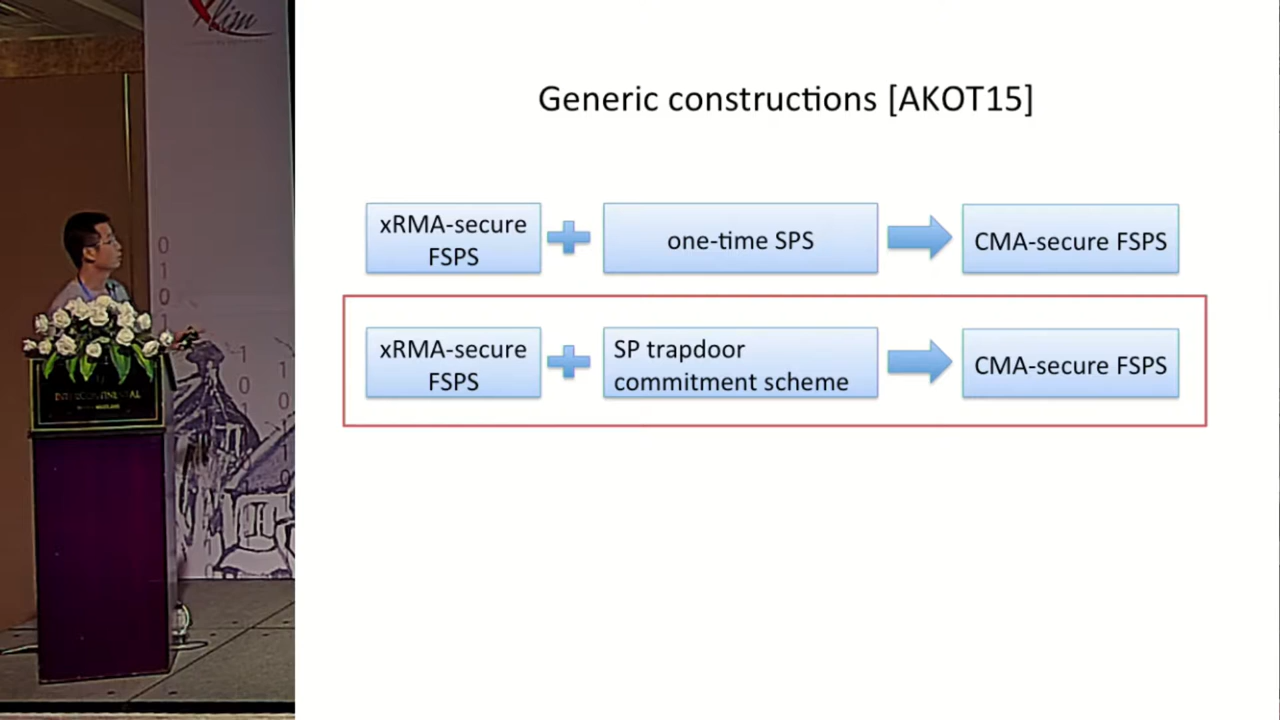 Generic constructions [AKOT15]
xRMA-secure
FSPS
one-time SPS
CMA-secure FSPS
xRMA-secure
FSPS
SP trapdoor
commitment scheme
CMA-secure FSPS
INTERCONTINENTAL